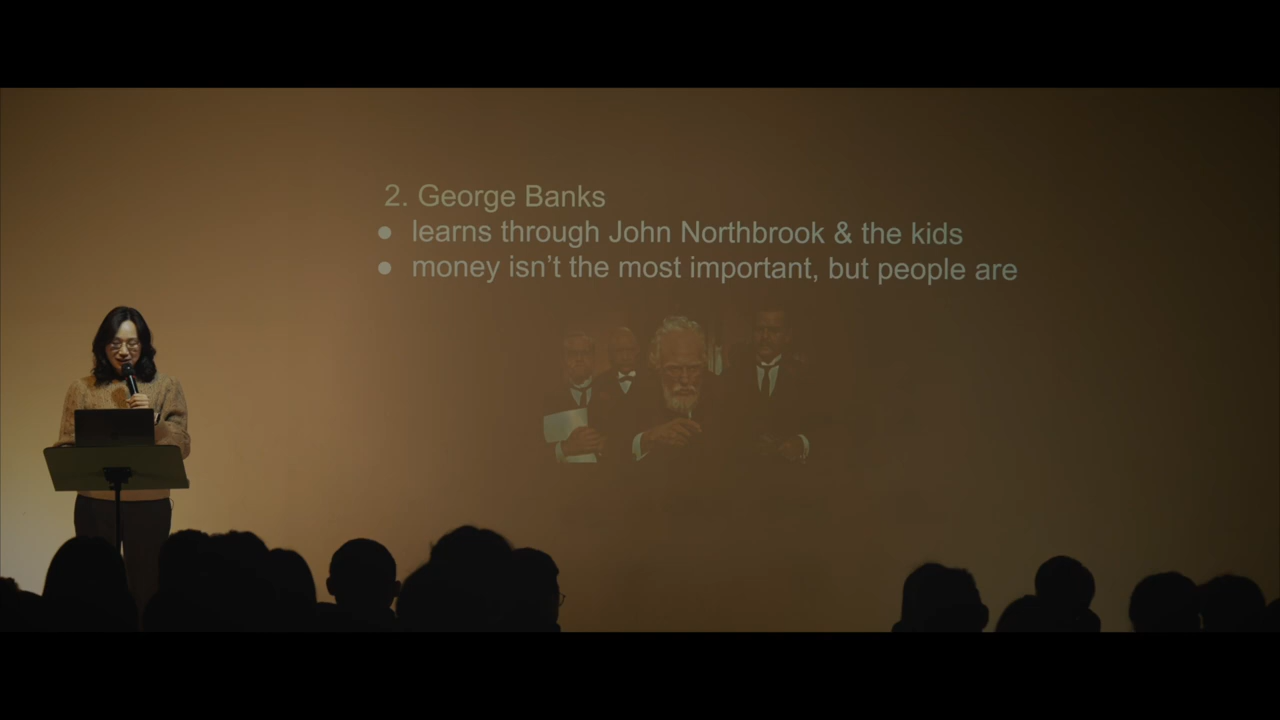 2. George Banks
● learns through John Northbrook & the kids
● money isn't the most important, but people are